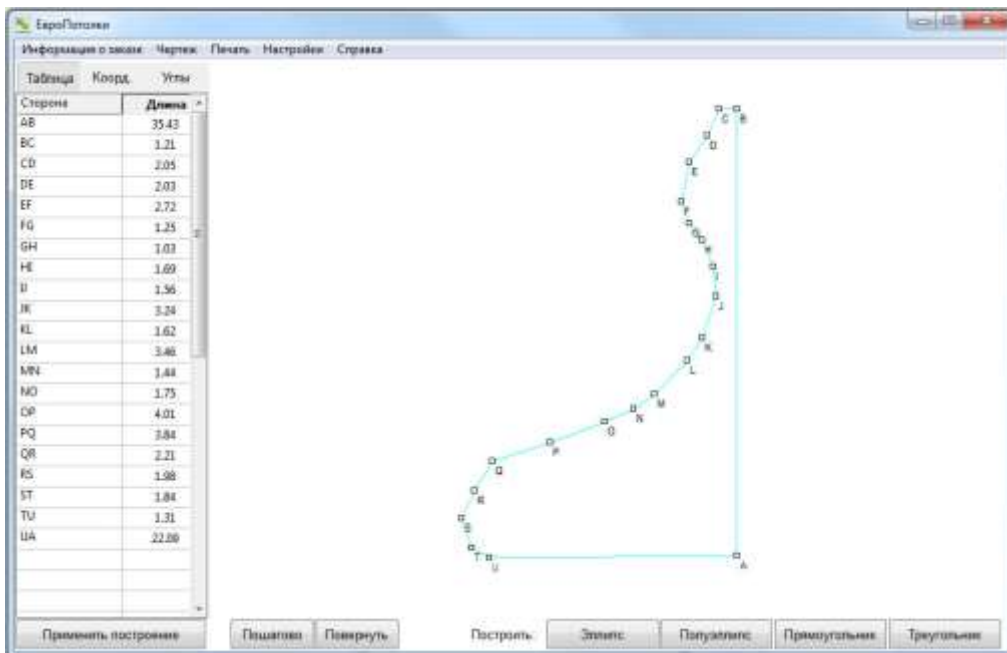 ЕвроПотолки
Информация о заказе Чертеж Печать Настройки Справка
Таблица Коорд. Углы
Сторона Длина
AB 35.43
BC 1.21
CD 2.05
DE 2.03
EF 2.72
FG 1.25
GH 1.03
HI 1.69
IJ 1.56
JK 3.24
KL 1.62
LM 3.46
MN 1.44
NO 1.75
OP 4.01
PQ 3.84
QR 2.21
RS 1.98
ST 1.84
TU 1.31
UA
C B
D
E
F
G
H
I
J
K
L
M
N
O
P
Q
R
S
T U A
Применить построение Пошагово Повернуть Построить: Эллипс Полуэллипс Прямоугольник Треугольник